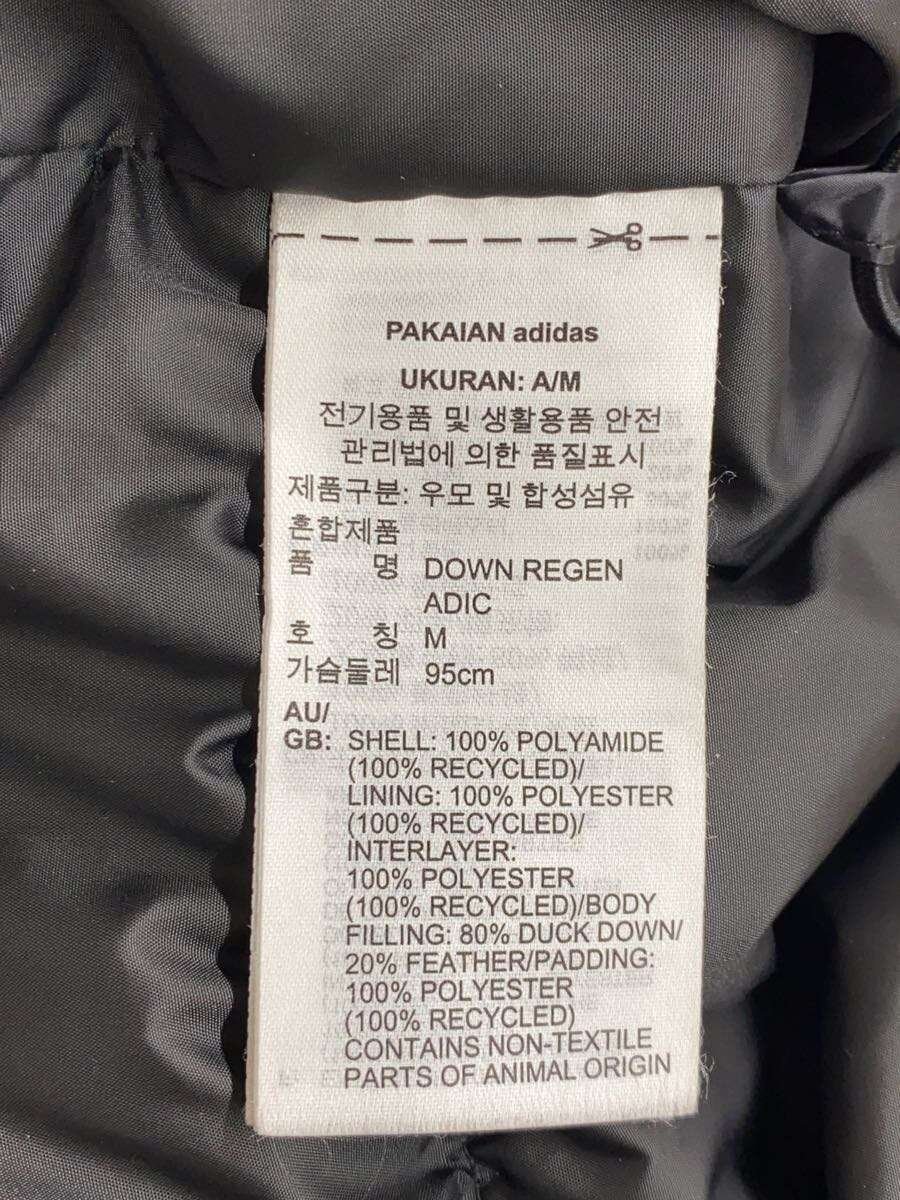 PAKAIAN adidas
UKURAN: A/M
전기용품 및 생활용품 안전
관리법에 의한 품질표시
제품구분: 우모 및 합성섬유
혼합제품
품 명 DOWN REGEN
ADIC
호 칭 M
가슴둘레 95cm
AU/
GB: SHELL: 100% POLYAMIDE
(100% RECYCLED)/
LINING: 100% POLYESTER
(100% RECYCLED)/
INTERLAYER:
100% POLYESTER
(100% RECYCLED)/BODY
FILLING: 80% DUCK DOWN/
20% FEATHER/PADDING:
100% POLYESTER
(100% RECYCLED)
CONTAINS NON-TEXTILE
PARTS OF ANIMAL ORIGIN